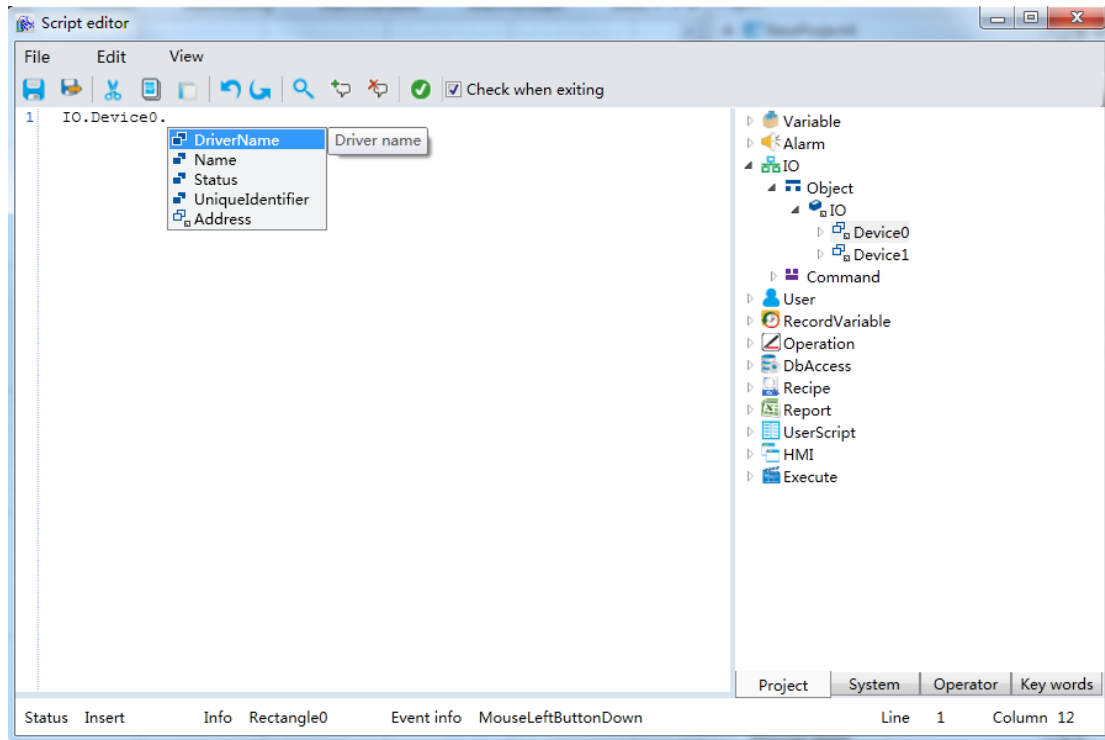 Script editor
File Edit View
Check when exiting
1 IO.Device0.
DriverName
Driver name
Name
Status
UniqueIdentifier
Address
Variable
Alarm
IO
Object
IO
Device0
Device1
Command
User
RecordVariable
Operation
DbAccess
Recipe
Report
UserScript
HMI
Execute
Project System Operator Key words
Status Insert Info Rectangle0 Event info MouseLeftButtonDown Line 1 Column 12